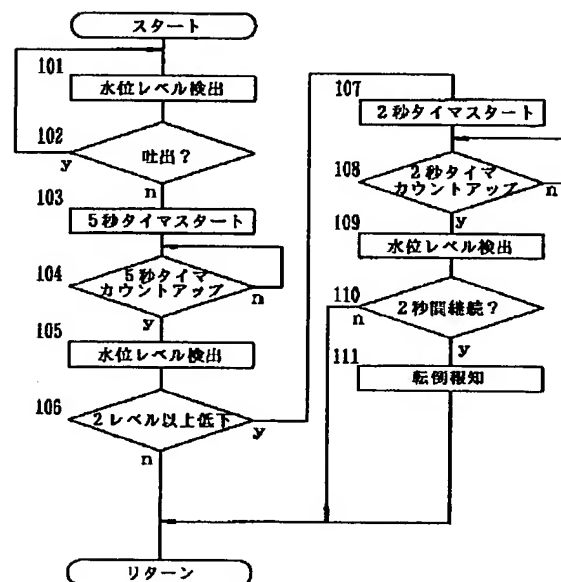 スタート
101
水位レベル検出
102
吐出?
y
n
103
5秒タイマスタート
104
5秒タイマ
カウントアップ
n
y
105
水位レベル検出
106
2レベル以上低下
y
n
107
2秒タイマスタート
108
2秒タイマ
カウントアップ
n
y
109
水位レベル検出
110
2秒間継続?
n
y
111
転倒報知
リターン